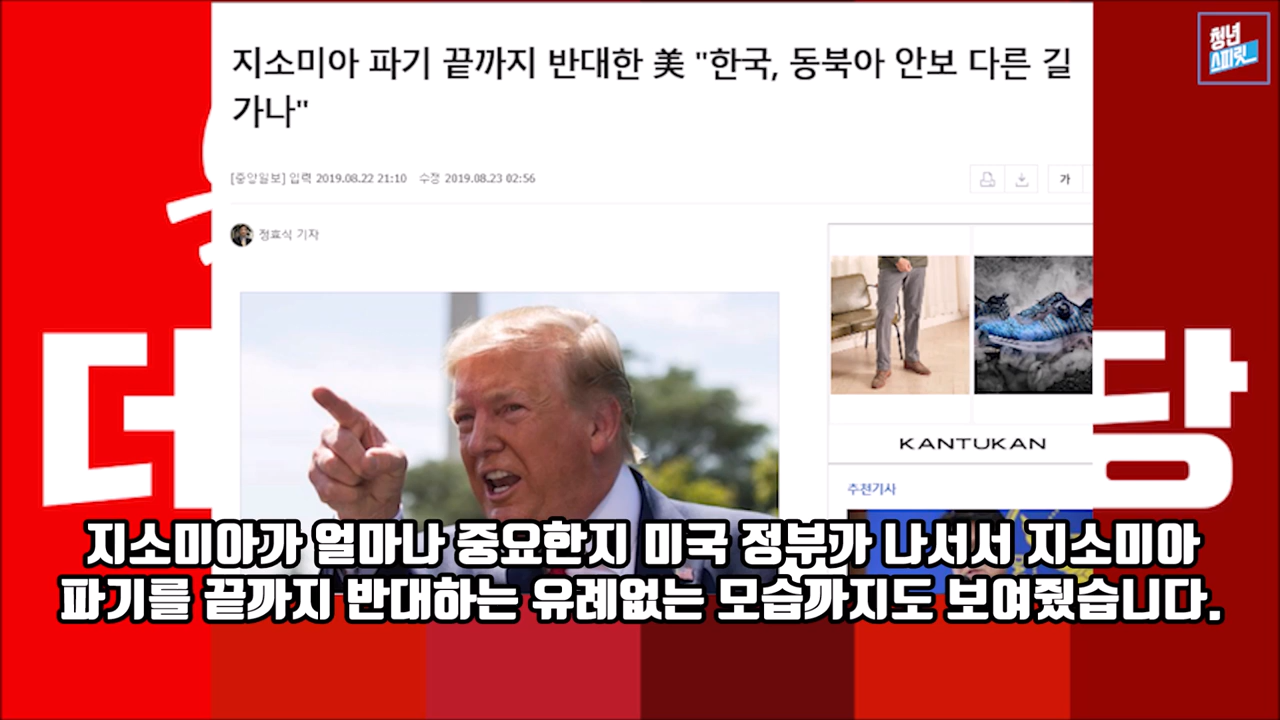 청년
스피릿
지소미아 파기 끝까지 반대한 美 "한국, 동북아 안보 다른 길
가나"
[중앙일보] 입력 2019.08.22 21:10 수정 2019.08.23 02:56
가
정효식 기자
KANTUKAN
추천기사
더
당
지소미아가 얼마나 중요한지 미국 정부가 나서서 지소미아
파기를 끝까지 반대하는 유례없는 모습까지도 보여줬습니다.